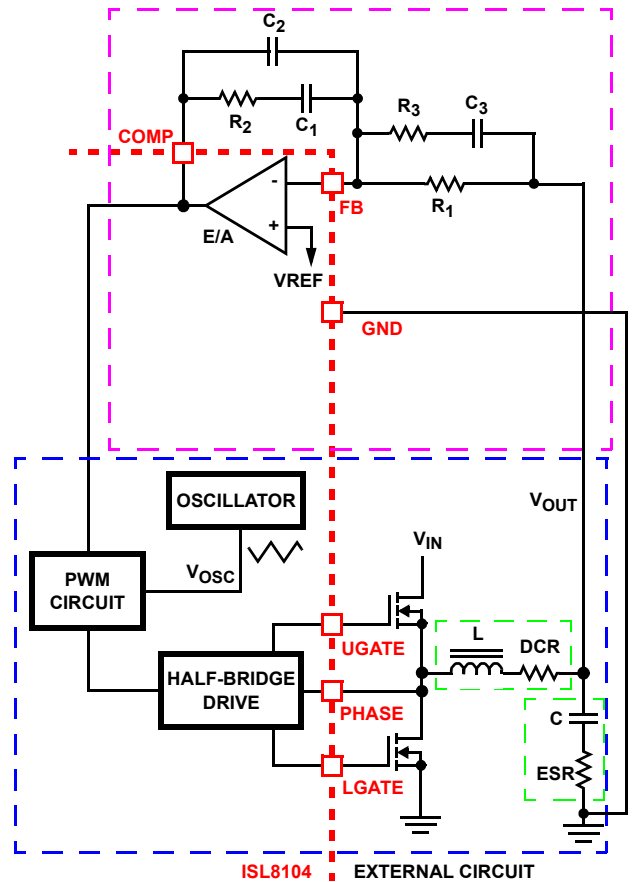 C2
R2
C1
R3
C3
COMP
-
FB
R1
+
E/A
VREF
GND
OSCILLATOR
VOUT
VIN
PWM
CIRCUIT
VOSC
UGATE
L
DCR
HALF-BRIDGE
DRIVE
PHASE
C
ESR
LGATE
ISL8104
EXTERNAL CIRCUIT